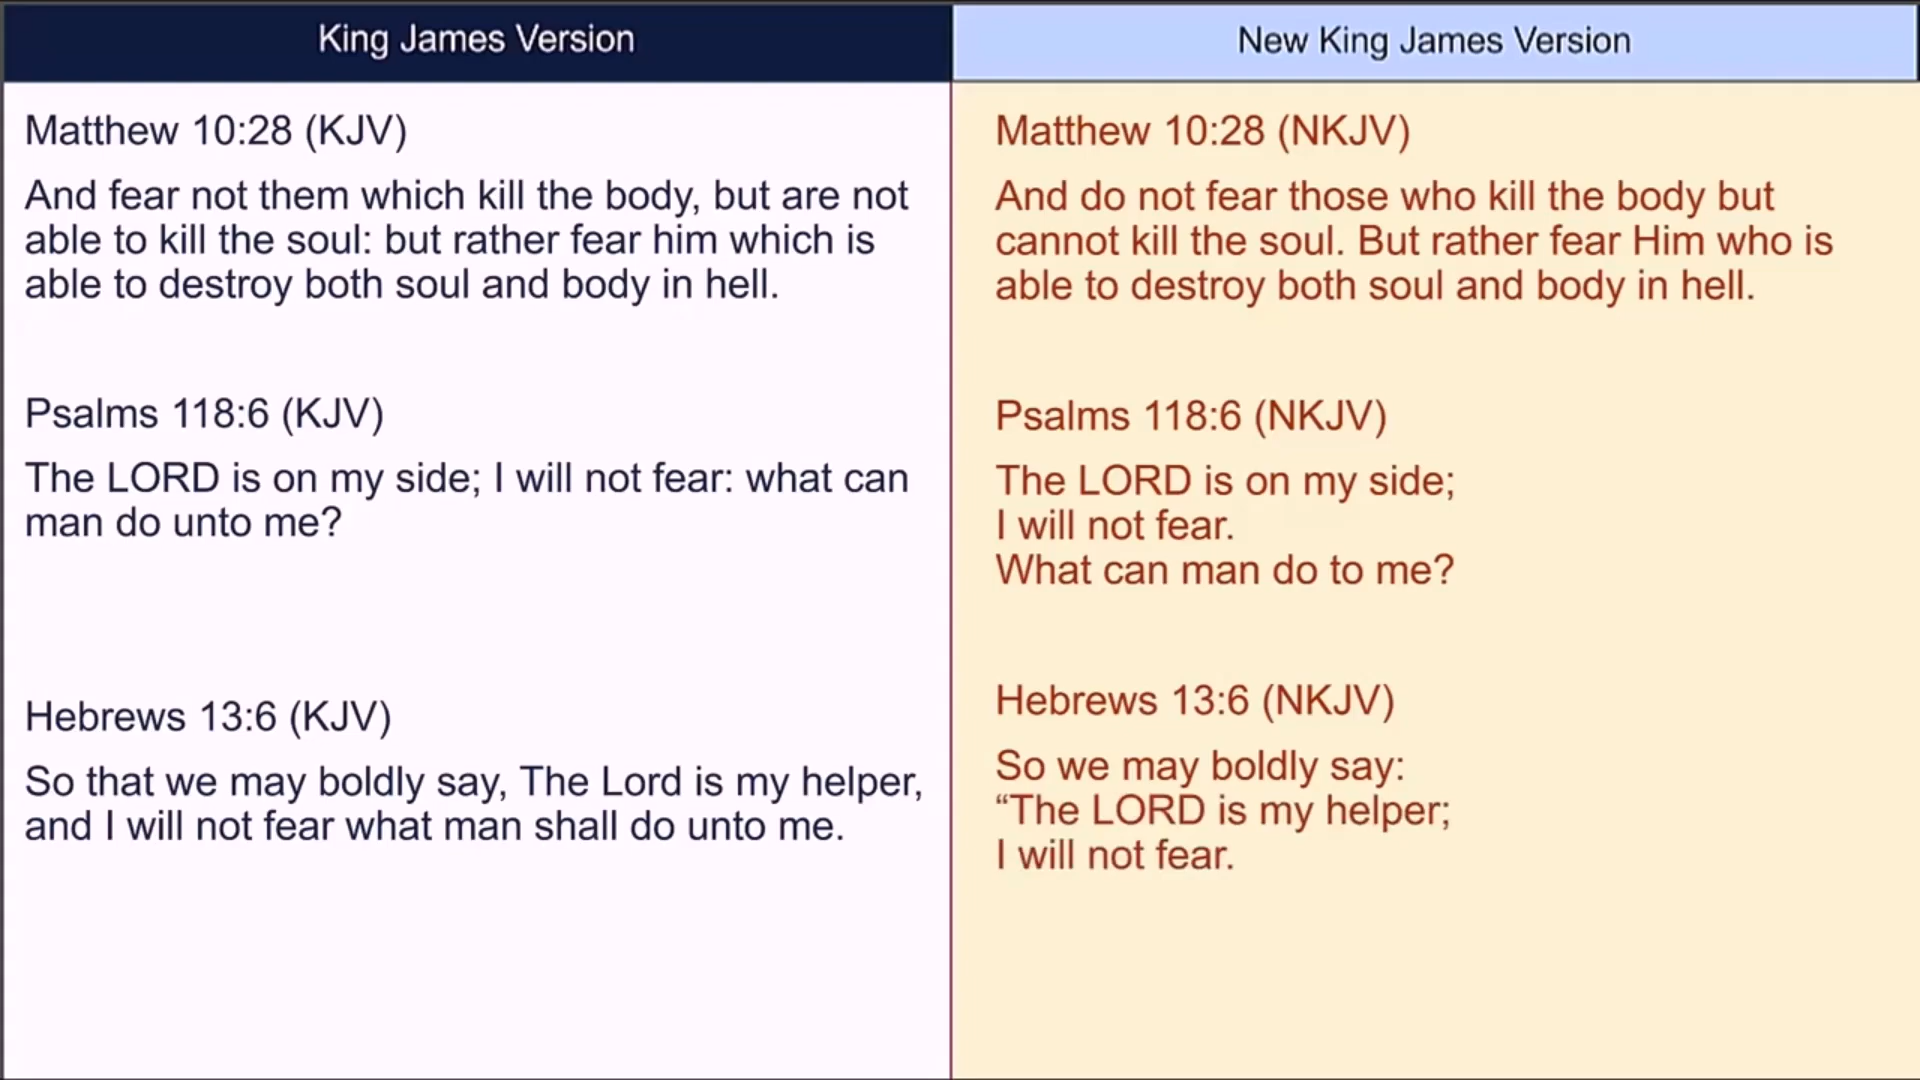 King James Version
Matthew 10:28 (KJV)
And fear not them which kill the body, but are not
able to kill the soul: but rather fear him which is
able to destroy both soul and body in hell.
Psalms 118:6 (KJV)
The LORD is on my side; I will not fear: what can
man do unto me?
Hebrews 13:6 (KJV)
So that we may boldly say, The Lord is my helper,
and I will not fear what man shall do unto me.
New King James Version
Matthew 10:28 (NKJV)
And do not fear those who kill the body but
cannot kill the soul. But rather fear Him who is
able to destroy both soul and body in hell.
Psalms 118:6 (NKJV)
The LORD is on my side;
I will not fear.
What can man do to me?
Hebrews 13:6 (NKJV)
So we may boldly say:
“The LORD is my helper;
I will not fear.